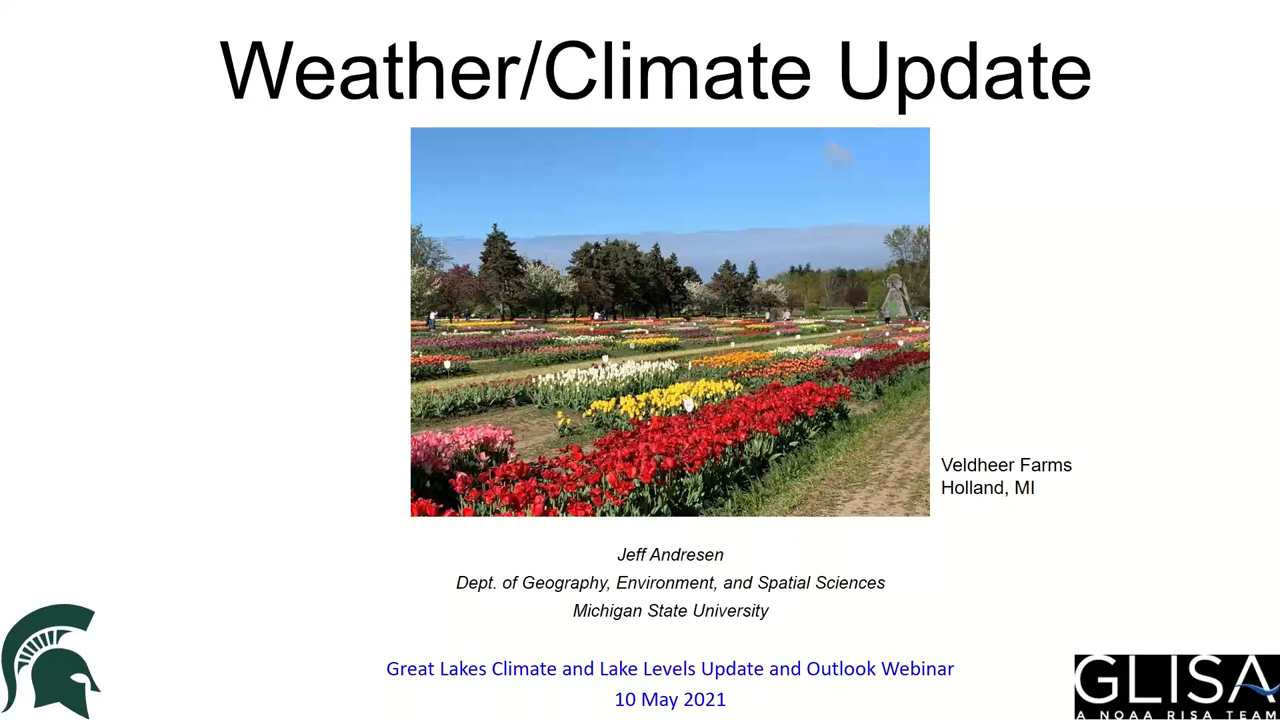 Weather/Climate Update
Veldheer Farms
Holland, MI
Jeff Andresen
Dept. of Geography, Environment, and Spatial Sciences
Michigan State University
Great Lakes Climate and Lake Levels Update and Outlook Webinar
10 May 2021
GLISA
A NOAA RISA TEAM